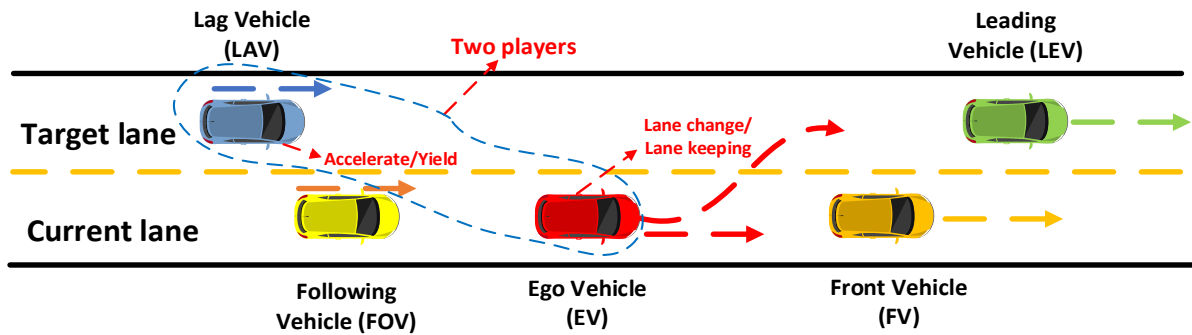 Lag Vehicle
(LAV)
Two players
Leading
Vehicle (LEV)
Target lane
Accelerate/Yield
Lane change/
Lane keeping
Current lane
Following
Vehicle (FOV)
Ego Vehicle
(EV)
Front Vehicle
(FV)